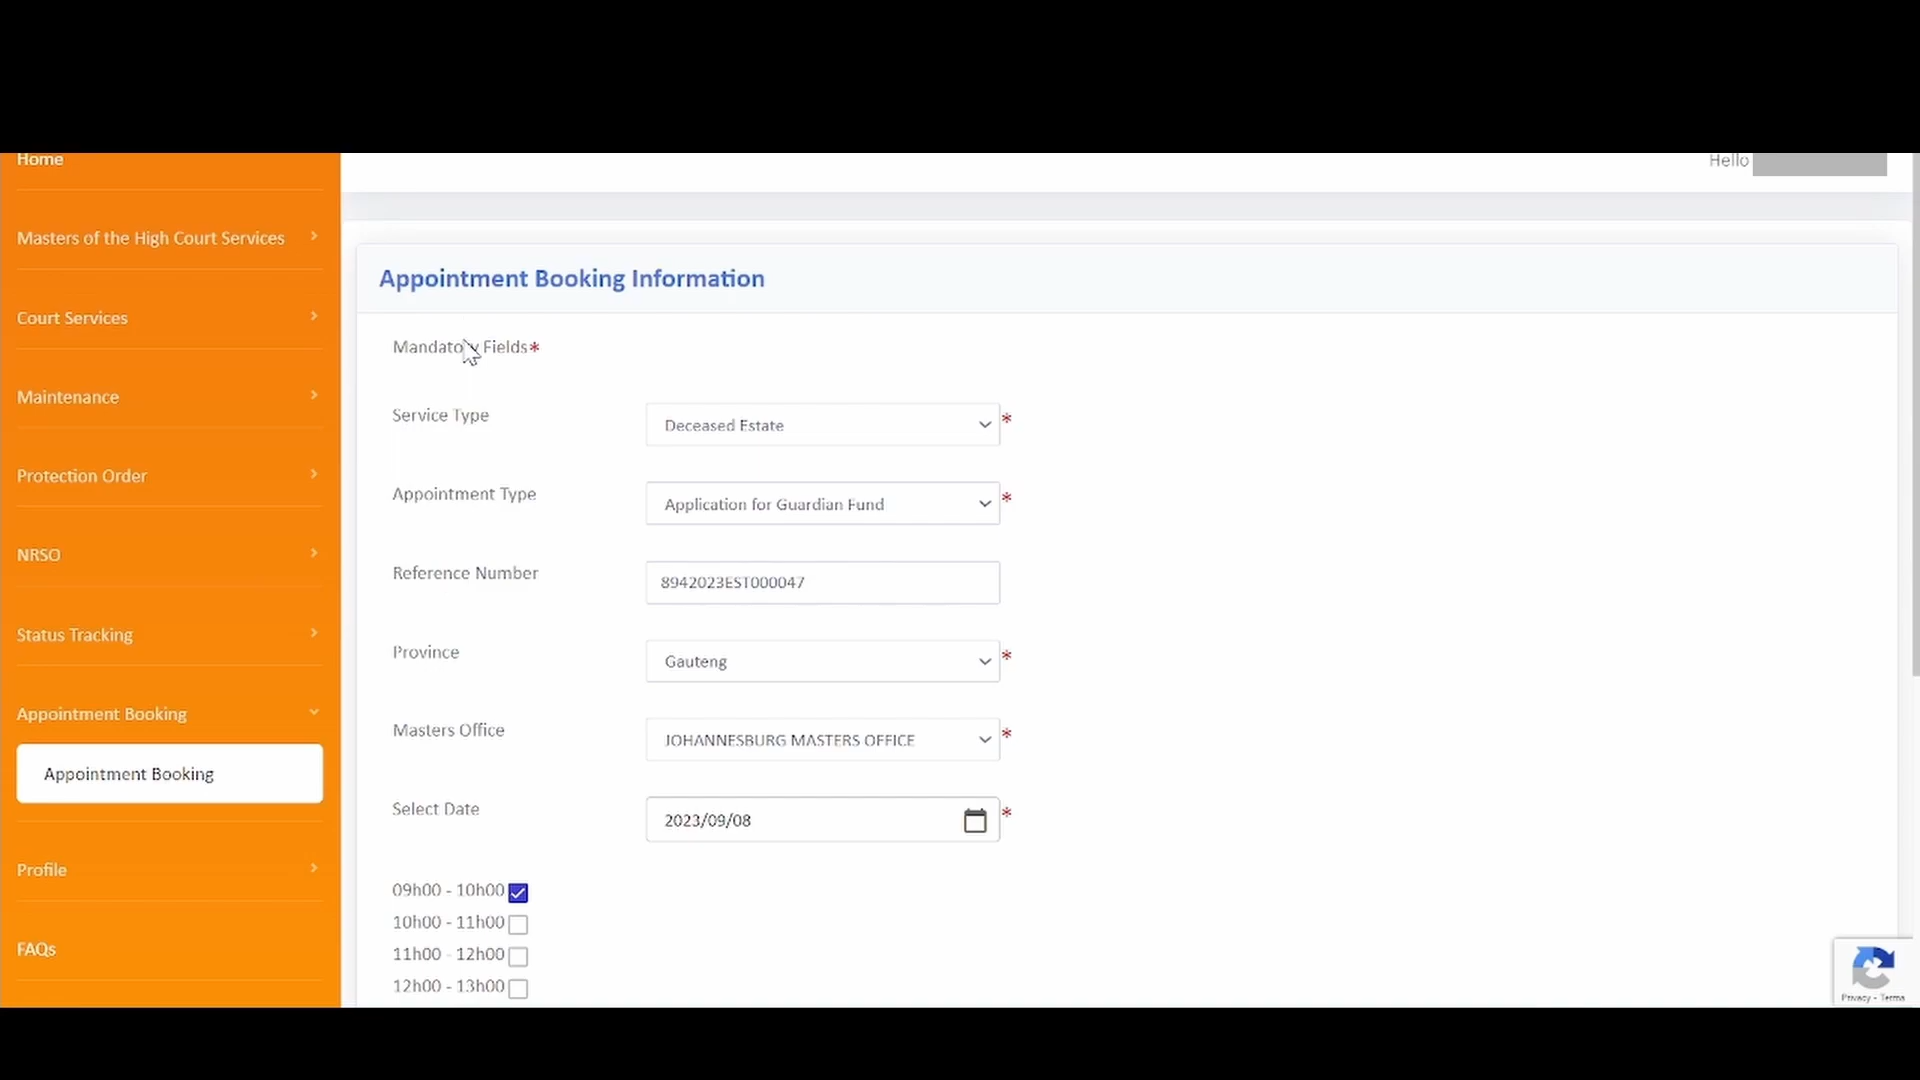 Home
Hello
Masters of the High Court Services
Appointment Booking Information
Court Services
Mandatory Fields*
Maintenance
Service Type
Deceased Estate *
Protection Order
Appointment Type
Application for Guardian Fund *
NRSO
Reference Number
8942023EST000047
Status Tracking
Province
Gauteng *
Appointment Booking
Masters Office
JOHANNESBURG MASTERS OFFICE *
Appointment Booking
Select Date
2023/09/08 *
Profile
09h00 - 10h00
10h00 - 11h00
FAQs
11h00 - 12h00
12h00 - 13h00
Privacy - Terms